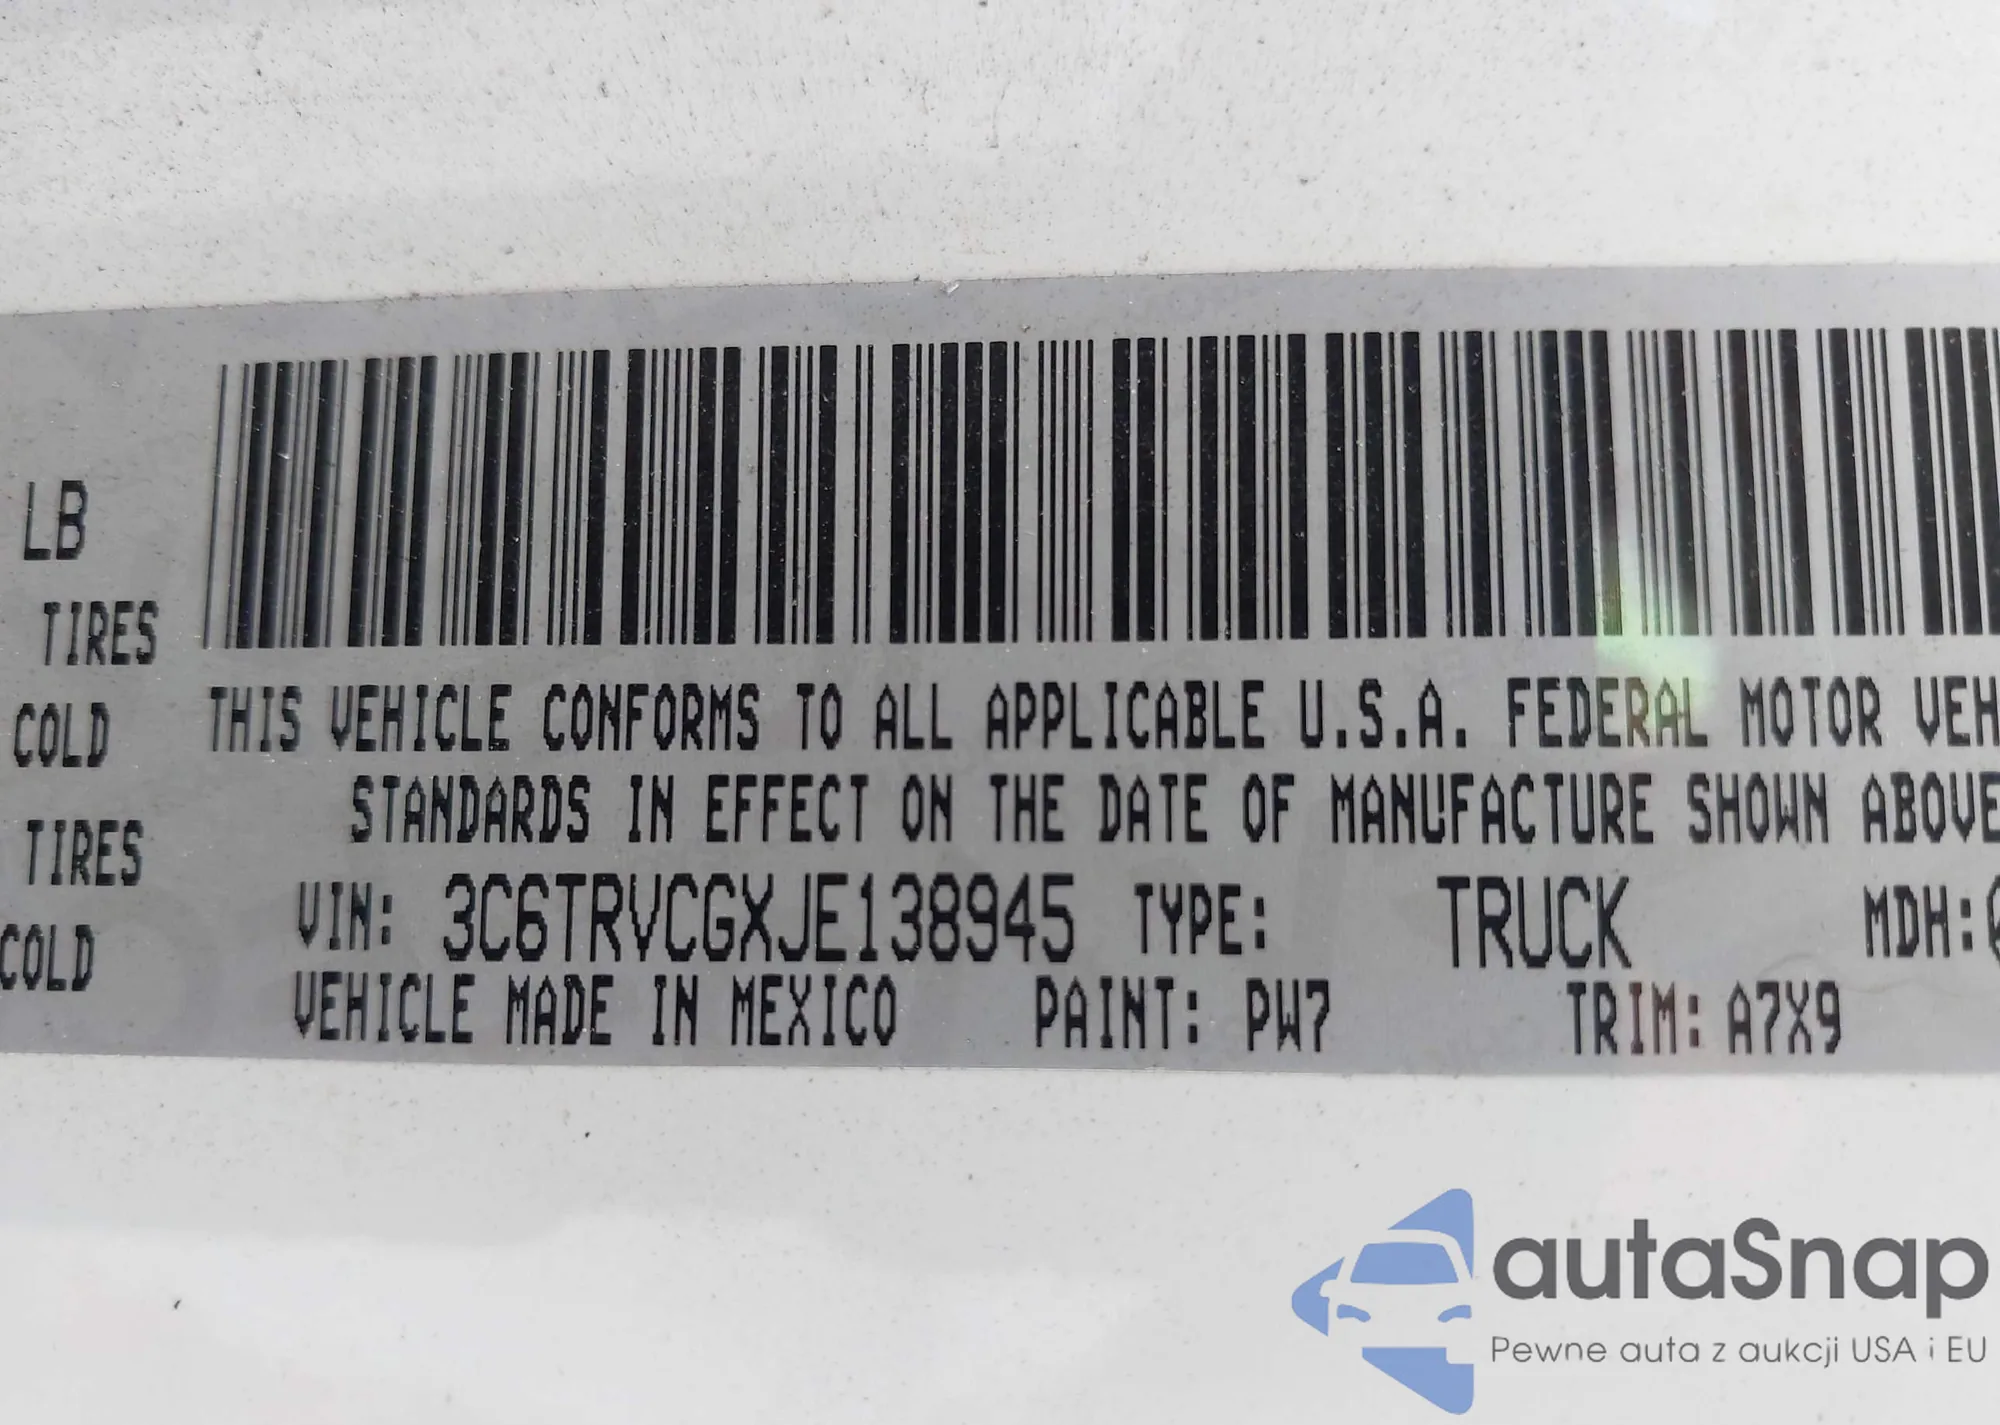 LB
TIRES
COLD
TIRES
COLD
THIS VEHICLE CONFORMS TO ALL APPLICABLE U.S.A. FEDERAL MOTOR VEH
STANDARDS IN EFFECT ON THE DATE OF MANUFACTURE SHOWN ABOVE
VIN: 3C6TRVCGXJE138945 TYPE: TRUCK MDH:
VEHICLE MADE IN MEXICO PAINT: PW7 TRIM: A7X9
autaSnap
Pewne auta z aukcji USA i EU